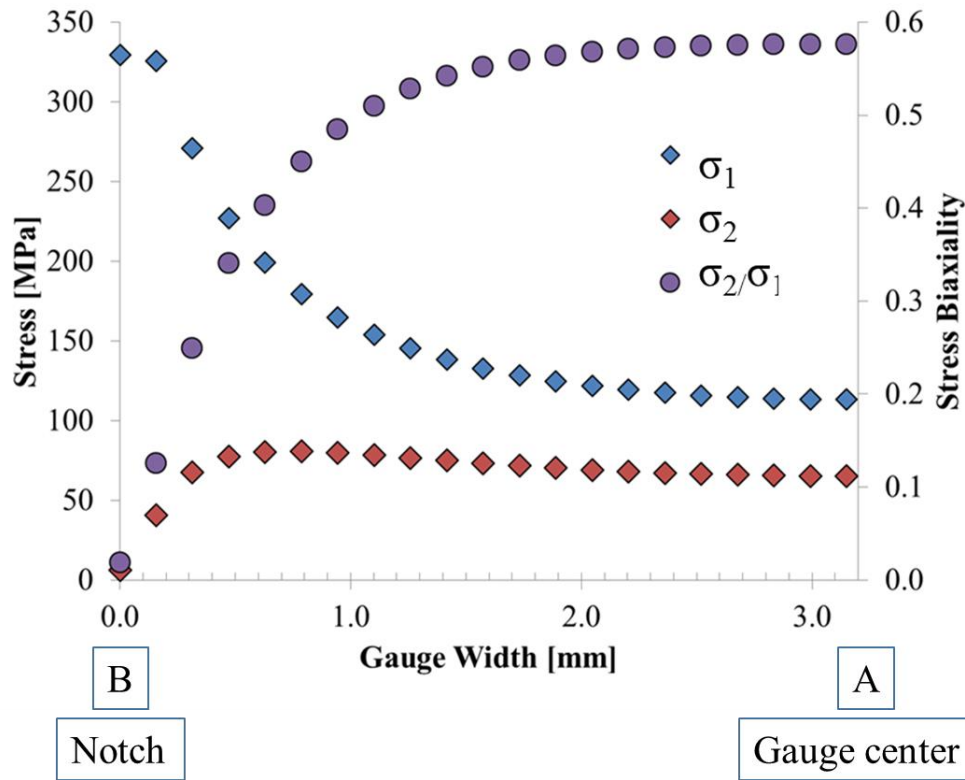 350
300
250
200
150
100
50
0
Stress [MPa]
0.6
0.5
0.4
0.3
0.2
0.1
0.0
Stress Biaxiality
σ1
σ2
σ2/σ1
0.0 1.0 2.0 3.0
Gauge Width [mm]
B A
Notch Gauge center